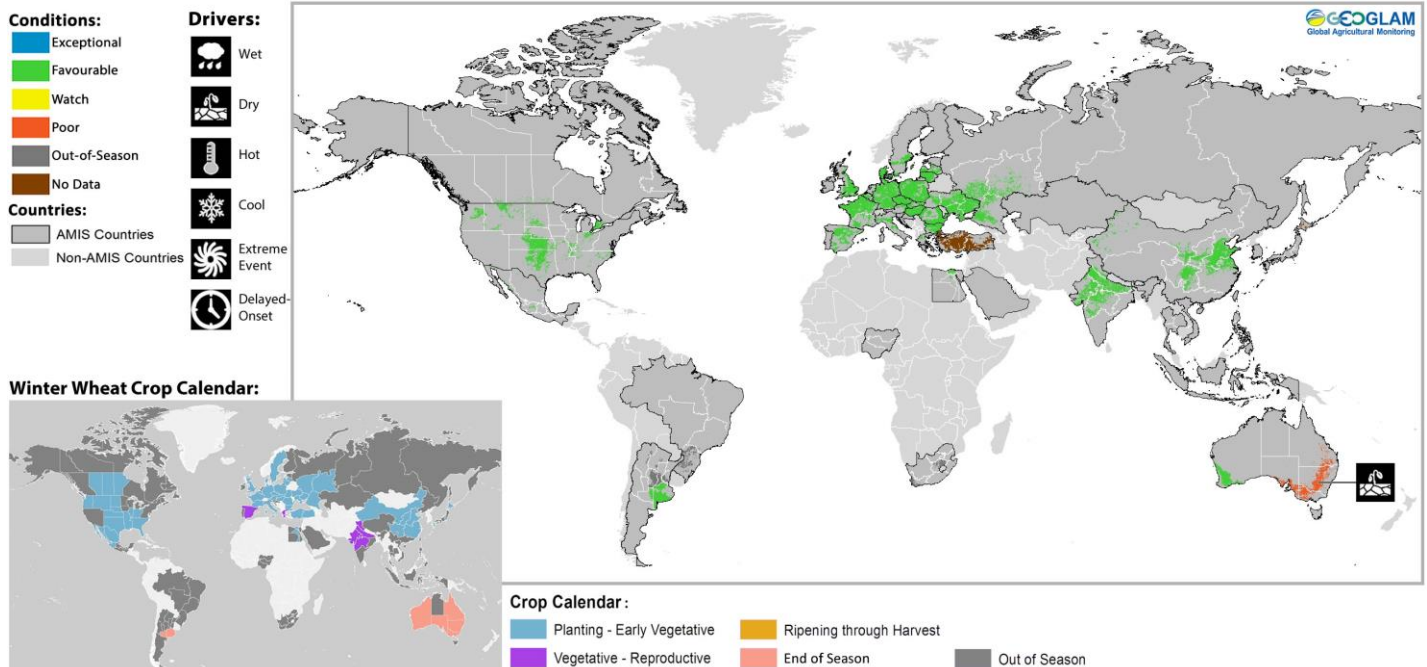 Conditions:
Exceptional
Favourable
Watch
Poor
Out-of-Season
No Data
Countries:
AMIS Countries
Non-AMIS Countries
Drivers:
Wet
Dry
Hot
Cool
Extreme
Event
Delayed-
Onset
GEOGLAM
Global Agricultural Monitoring
Winter Wheat Crop Calendar:
Crop Calendar :
Planting - Early Vegetative
Vegetative - Reproductive
Ripening through Harvest
End of Season
Out of Season